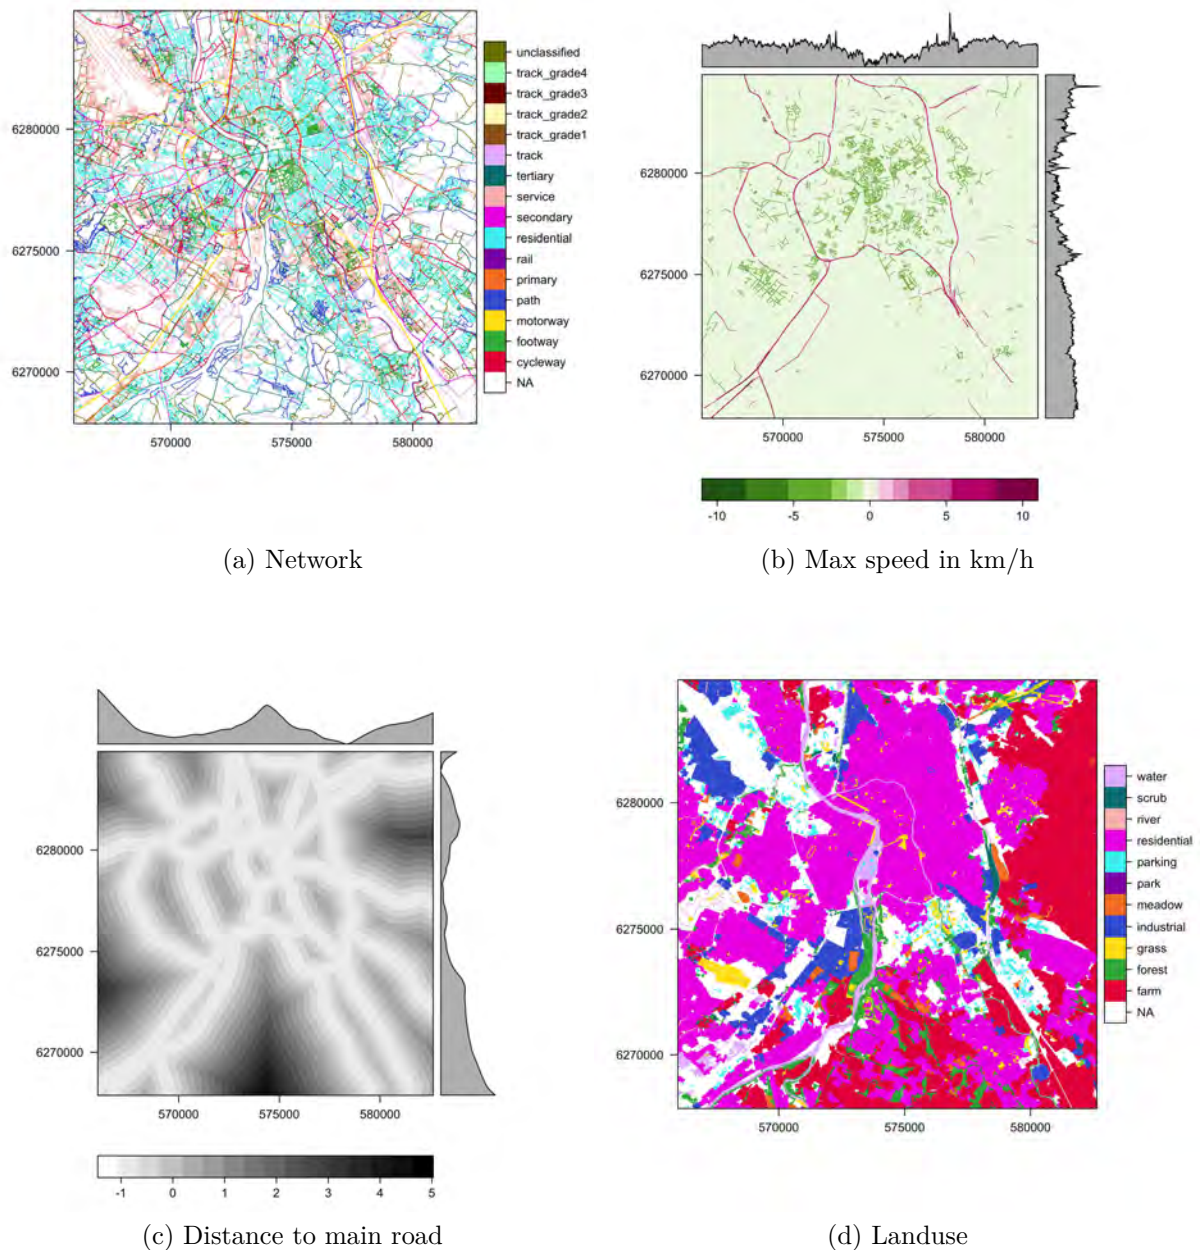 unclassified
track_grade4
track_grade3
track_grade2
track_grade1
track
tertiary
service
secondary
residential
rail
primary
path
motorway
footway
cycleway
NA
6280000
6275000
6270000
570000 575000 580000
(a) Network
6280000
6275000
6270000
570000 575000 580000
-10 -5 0 5 10
(b) Max speed in km/h
6280000
6275000
6270000
570000 575000 580000
-1 0 1 2 3 4 5
(c) Distance to main road
water
scrub
river
residential
parking
park
meadow
industrial
grass
forest
farm
NA
6280000
6275000
6270000
570000 575000 580000
(d) Landuse